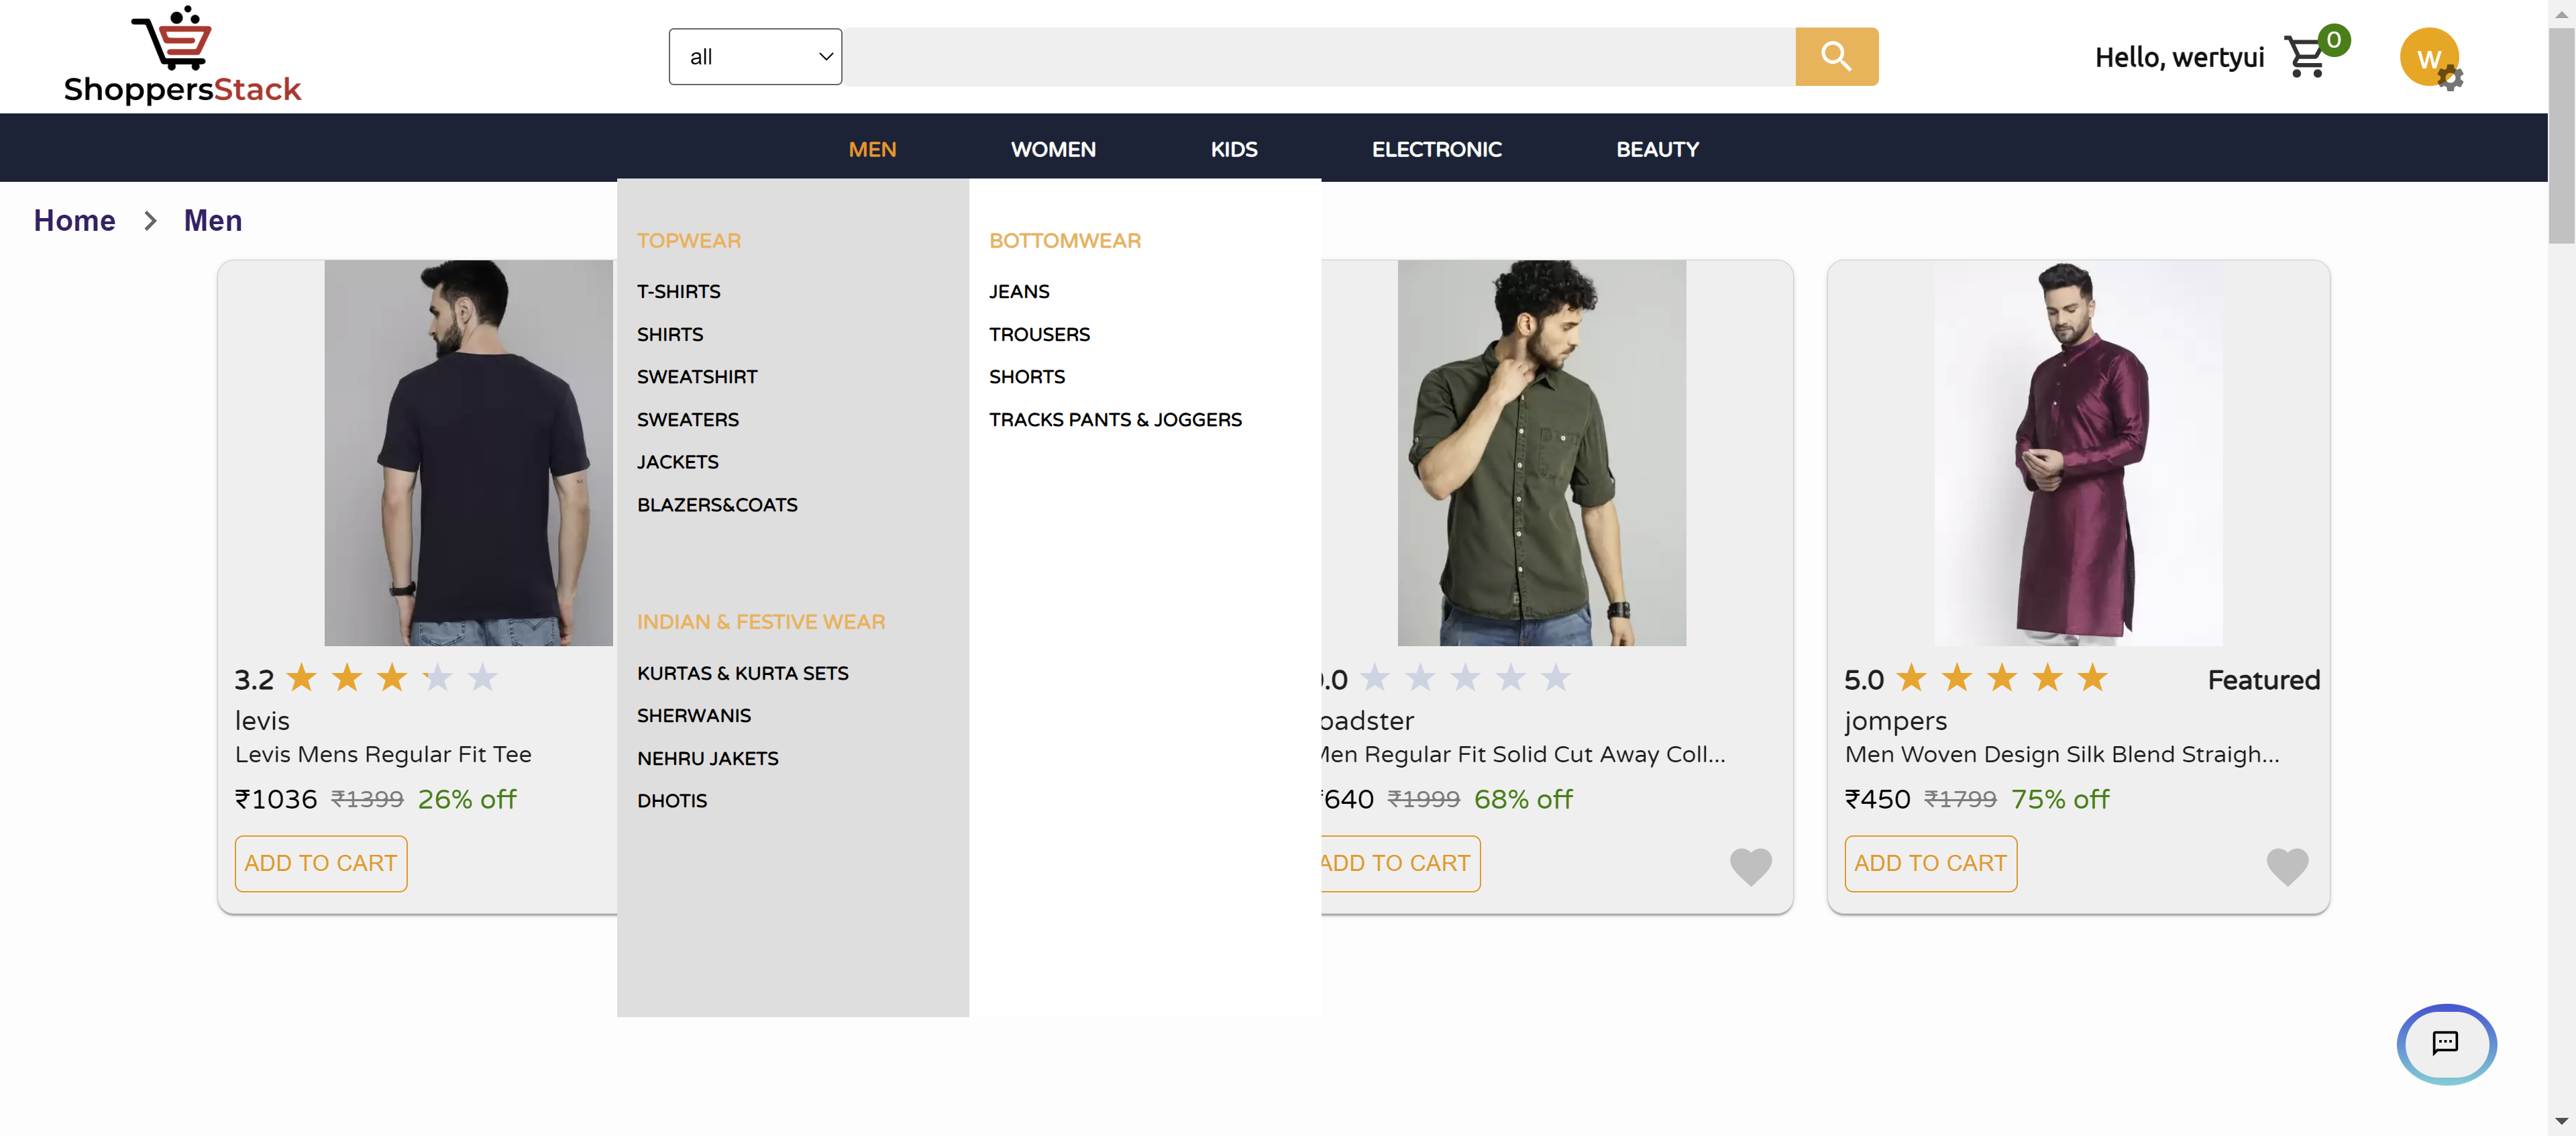 ShoppersStack
all
Hello, wertyui
0
W
MEN WOMEN KIDS ELECTRONIC BEAUTY
Home > Men
TOPWEAR
T-SHIRTS
SHIRTS
SWEATSHIRT
SWEATERS
JACKETS
BLAZERS&COATS
INDIAN & FESTIVE WEAR
KURTAS & KURTA SETS
SHERWANIS
NEHRU JAKETS
DHOTIS
BOTTOMWEAR
JEANS
TROUSERS
SHORTS
TRACKS PANTS & JOGGERS
3.2
levis
Levis Mens Regular Fit Tee
₹1036 ₹1399 26% off
ADD TO CART
.0
oadster
Men Regular Fit Solid Cut Away Coll...
640 ₹1999 68% off
ADD TO CART
5.0 Featured
jompers
Men Woven Design Silk Blend Straigh...
₹450 ₹1799 75% off
ADD TO CART